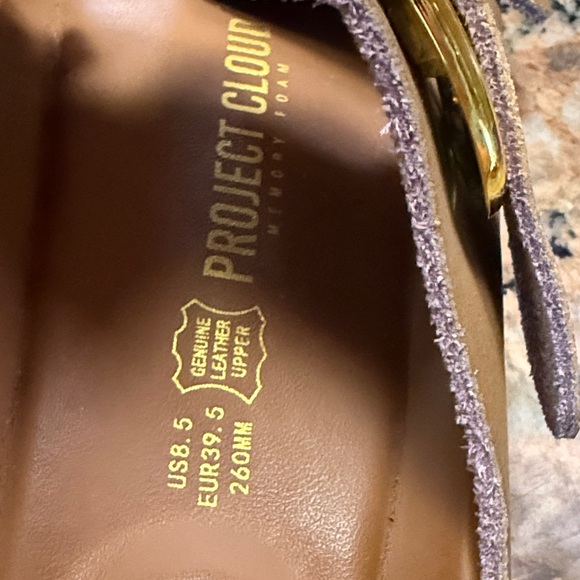 PROJECT CLOUD
MEMORY FOAM
GENUINE
LEATHER
UPPER
US8.5
EUR39.5
260MM